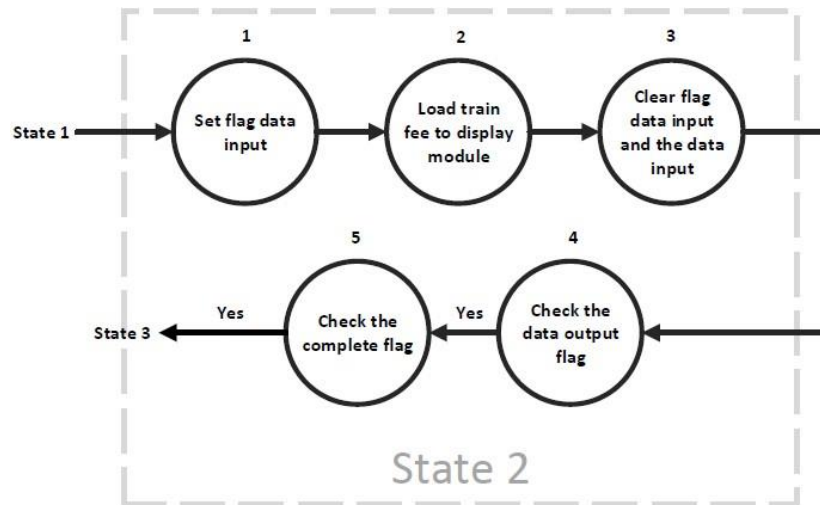 1
2
3
State 1
Set flag data
input
Load train
fee to display
module
Clear flag
data input
and the data
input
5
4
State 3
Yes
Check the
complete flag
Yes
Check the
data output
flag
State 2